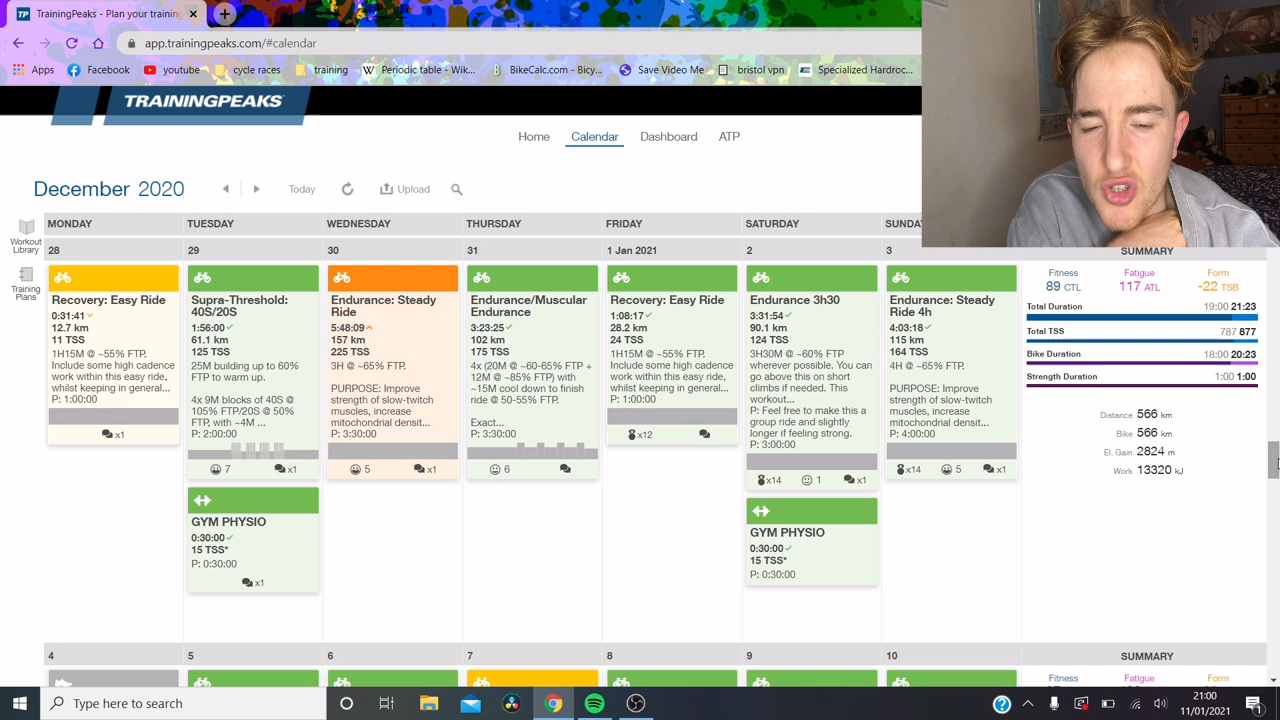 Planning your training |
app.trainingpeaks.com/#calendar
Apps
Facebook
youtube
cycle races
training
Periodic table - Wik...
BikeCalc.com - Bicy...
Save Video Me
bristol vpn
Specialized Hardroc...
TRAININGPEAKS
Home
Calendar
Dashboard
ATP
December 2020
Today
Upload
Workout
Library
Training
Plans
MONDAY
TUESDAY
WEDNESDAY
THURSDAY
FRIDAY
SATURDAY
SUND
28
29
30
31
1 Jan 2021
2
3
SUMMARY
Recovery: Easy Ride
0:31:41
12.7 km
11 TSS
1H15M @ ~55% FTP.
Include some high cadence
work within this easy ride,
whilst keeping in general...
P: 1:00:00
x1
Supra-Threshold:
40S/20S
1:56:00
61.1 km
125 TSS
25M building up to 60%
FTP to warm up.
4x 9M blocks of 40S @
105% FTP/20S @ 50%
FTP, with ~4M ...
P: 2:00:00
7
x1
GYM PHYSIO
0:30:00
15 TSS*
P: 0:30:00
x1
Endurance: Steady
Ride
5:48:09
157 km
225 TSS
3H @ ~65% FTP.
PURPOSE: Improve
strength of slow-twitch
muscles, increase
mitochondrial densit...
P: 3:30:00
5
x1
Endurance/Muscular
Endurance
3:23:25
102 km
175 TSS
4x (20M @ ~60-65% FTP +
12M @ ~85% FTP) with
~15M cool down to finish
ride @ 50-55% FTP.
Exact...
P: 3:30:00
6
Recovery: Easy Ride
1:08:17
28.2 km
24 TSS
1H15M @ ~55% FTP.
Include some high cadence
work within this easy ride,
whilst keeping in general...
P: 1:00:00
x12
Endurance 3h30
3:31:54
90.1 km
124 TSS
3H30M @ ~60% FTP
wherever possible. You can
go above this on short
climbs if needed. This
workout...
P: Feel free to make this a
group ride and slightly
longer if feeling strong.
P: 3:00:00
x14
1
x1
GYM PHYSIO
0:30:00
15 TSS*
P: 0:30:00
Endurance: Steady
Ride 4h
4:03:18
115 km
164 TSS
4H @ ~65% FTP.
PURPOSE: Improve
strength of slow-twitch
muscles, increase
mitochondrial densit...
P: 4:00:00
x14
5
x1
Fitness
89 CTL
Fatigue
117 ATL
Form
-22 TSB
Total Duration 19:00 21:23
Total TSS 787 877
Bike Duration 18:00 20:23
Strength Duration 1:00 1:00
Distance 566 km
Bike 566 km
El. Gain 2824 m
Work 13320 kJ
4
5
6
7
8
9
10
SUMMARY
Fitness
Fatigue
Form
Type here to search
21:00
11/01/2021
1